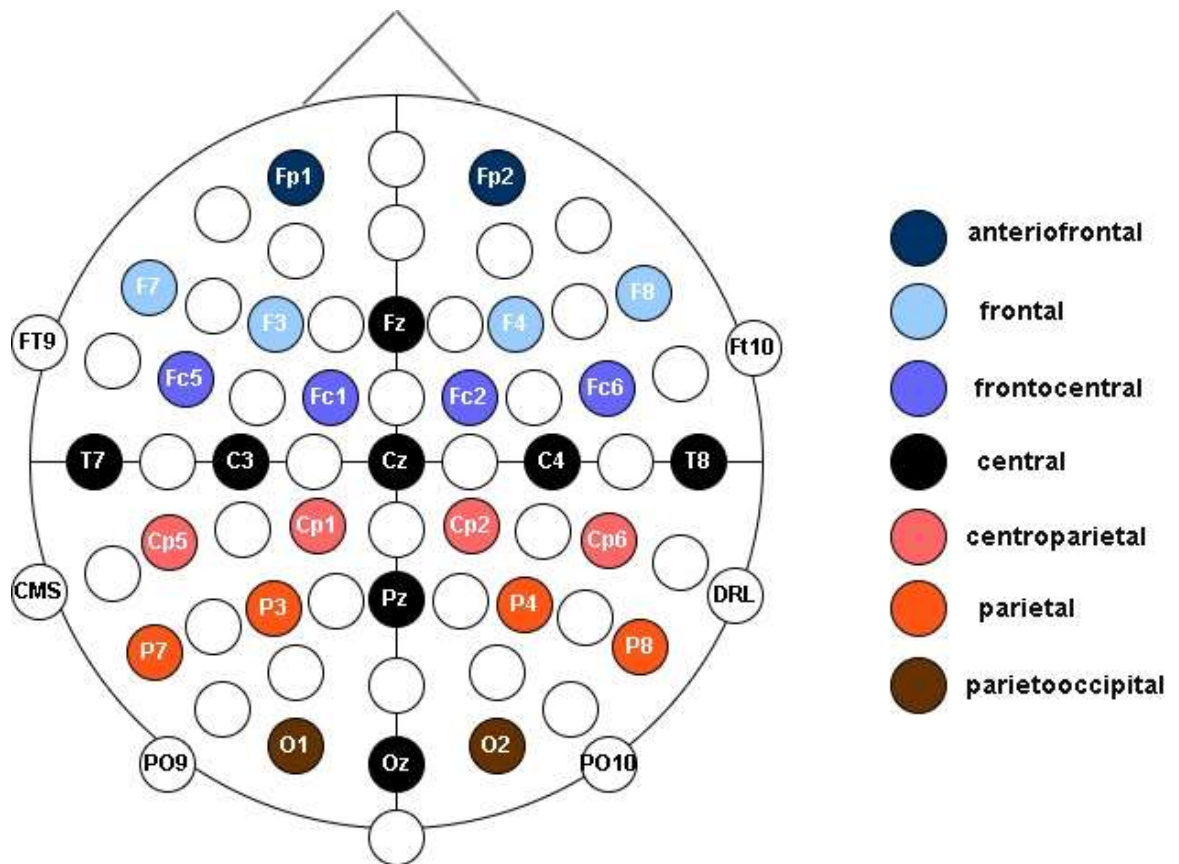 Fp1 Fp2
anteriofrontal
F7 F8
frontal
F3 Fz F4
FT9 Ft10
Fc5 Fc6
frontocentral
Fc1 Fc2
T7 C3 Cz C4 T8
central
Cp1 Cp2
Cp5 Cp6
centroparietal
CMS DRL
Pz
P3 P4
parietal
P7 P8
parietooccipital
O1 O2
PO9 Oz PO10